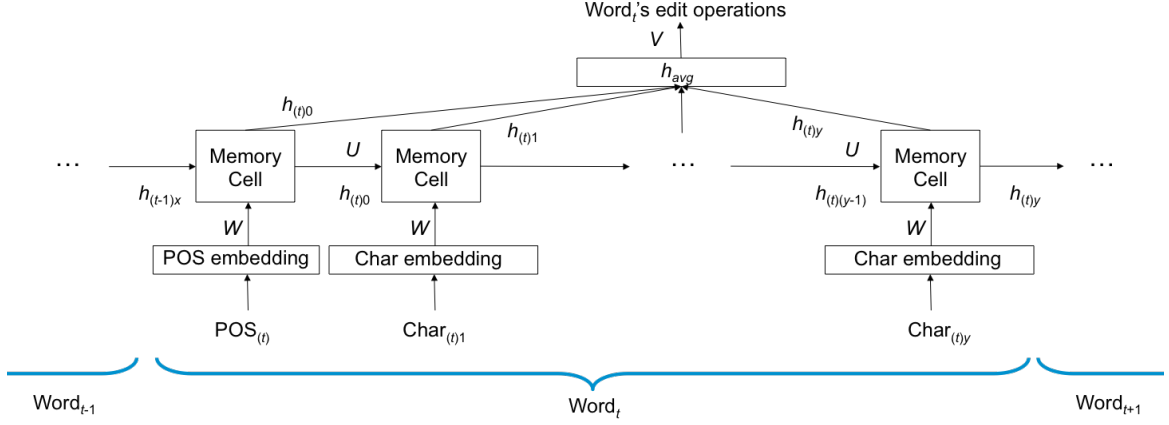 Word_t's edit operations
V
h_avg
h_(t)0
h_(t)1
h_(t)y
... Memory Cell U Memory Cell ... U Memory Cell ...
h_(t-1)x h_(t)0 h_(t)(y-1) h_(t)y
W W W
POS embedding Char embedding Char embedding
POS_(t) Char_(t)1 Char_(t)y
Word_t-1 Word_t Word_t+1